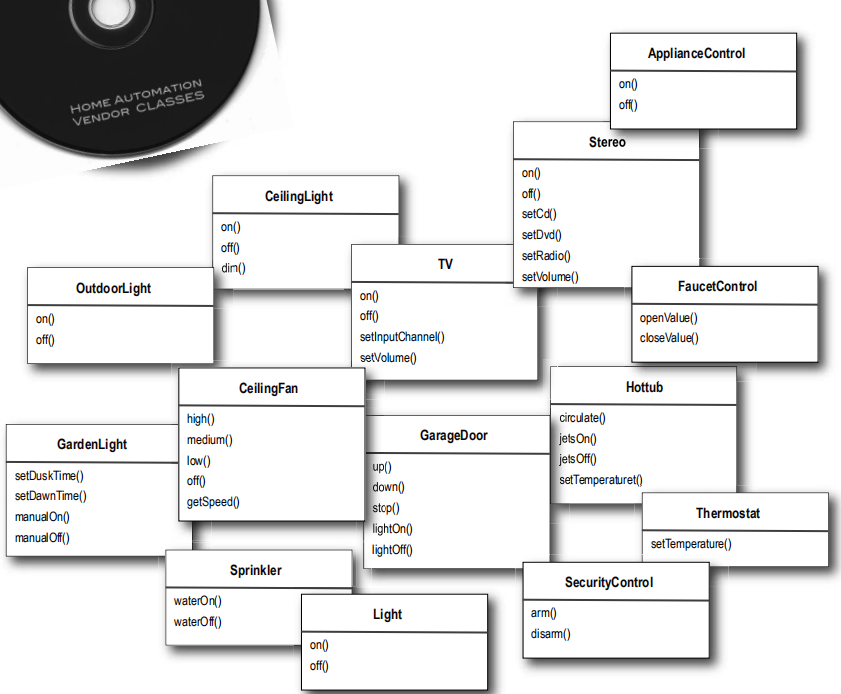 HOME AUTOMATION
VENDOR CLASSES
ApplianceControl
on()
off()
Stereo
on()
off()
setCd()
setDvd()
setRadio()
setVolume()
CeilingLight
on()
off()
dim()
TV
on()
off()
setInputChannel()
setVolume()
OutdoorLight
on()
off()
FaucetControl
openValue()
closeValue()
CeilingFan
high()
medium()
low()
off()
getSpeed()
Hottub
circulate()
jetsOn()
jetsOff()
setTemperaturet()
GardenLight
setDuskTime()
setDawnTime()
manualOn()
manualOff()
GarageDoor
up()
down()
stop()
lightOn()
lightOff()
Thermostat
setTemperature()
Sprinkler
waterOn()
waterOff()
SecurityControl
arm()
disarm()
Light
on()
off()